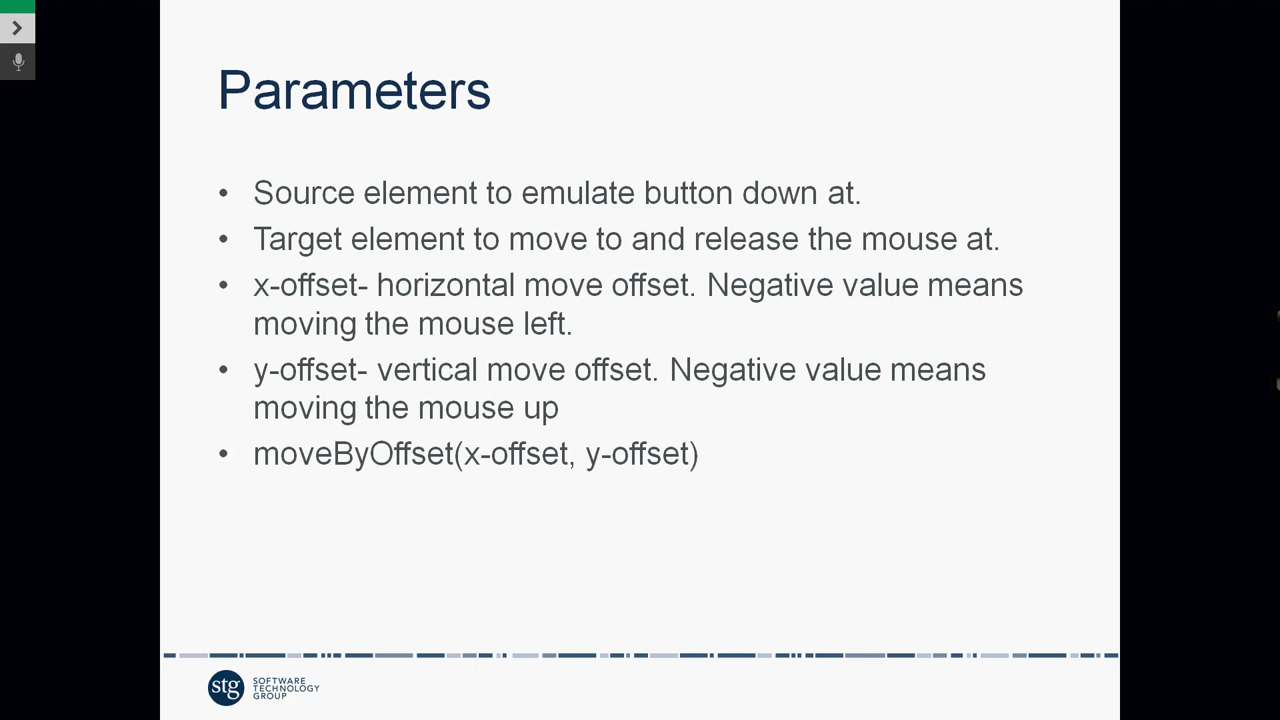 Parameters
• Source element to emulate button down at.
• Target element to move to and release the mouse at.
• x-offset- horizontal move offset. Negative value means
moving the mouse left.
• y-offset- vertical move offset. Negative value means
moving the mouse up
• moveByOffset(x-offset, y-offset)
stg
SOFTWARE
TECHNOLOGY
GROUP